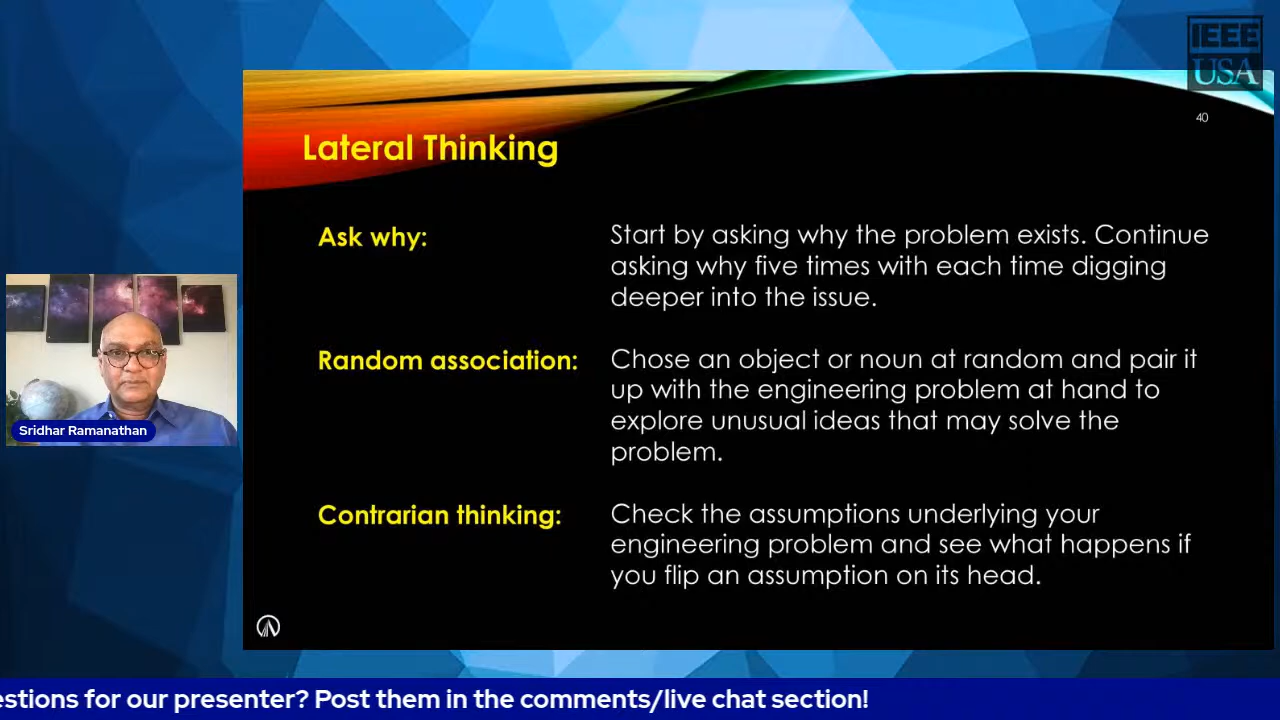 IEEE
USA
40
Lateral Thinking
Ask why:
Start by asking why the problem exists. Continue
asking why five times with each time digging
deeper into the issue.
Random association:
Chose an object or noun at random and pair it
up with the engineering problem at hand to
explore unusual ideas that may solve the
problem.
Contrarian thinking:
Check the assumptions underlying your
engineering problem and see what happens if
you flip an assumption on its head.
Sridhar Ramanathan
estions for our presenter? Post them in the comments/live chat section!